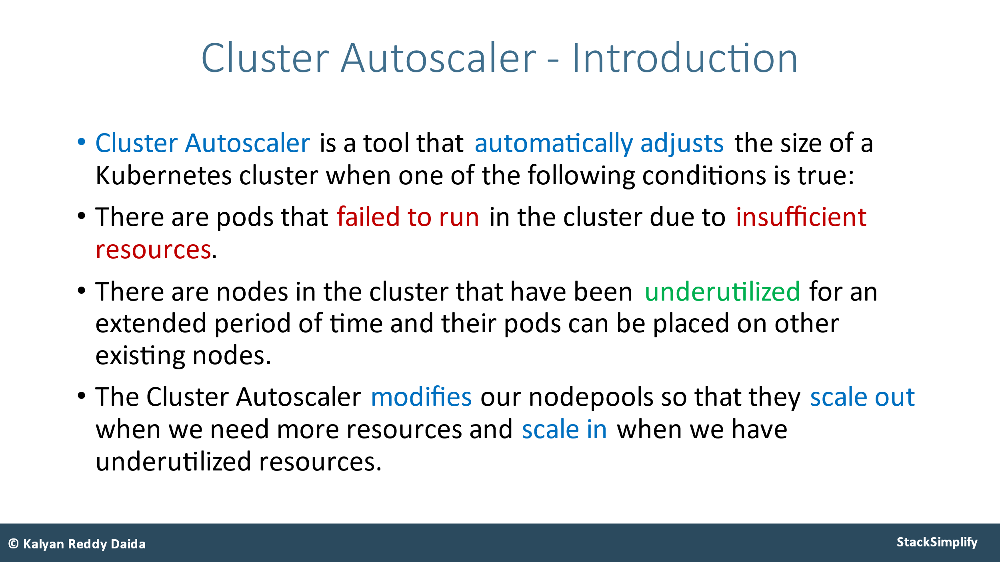 Cluster Autoscaler - Introduction
• Cluster Autoscaler is a tool that automatically adjusts the size of a
Kubernetes cluster when one of the following conditions is true:
• There are pods that failed to run in the cluster due to insufficient
resources.
• There are nodes in the cluster that have been underutilized for an
extended period of time and their pods can be placed on other
existing nodes.
• The Cluster Autoscaler modifies our nodepools so that they scale out
when we need more resources and scale in when we have
underutilized resources.
© Kalyan Reddy Daida
StackSimplify